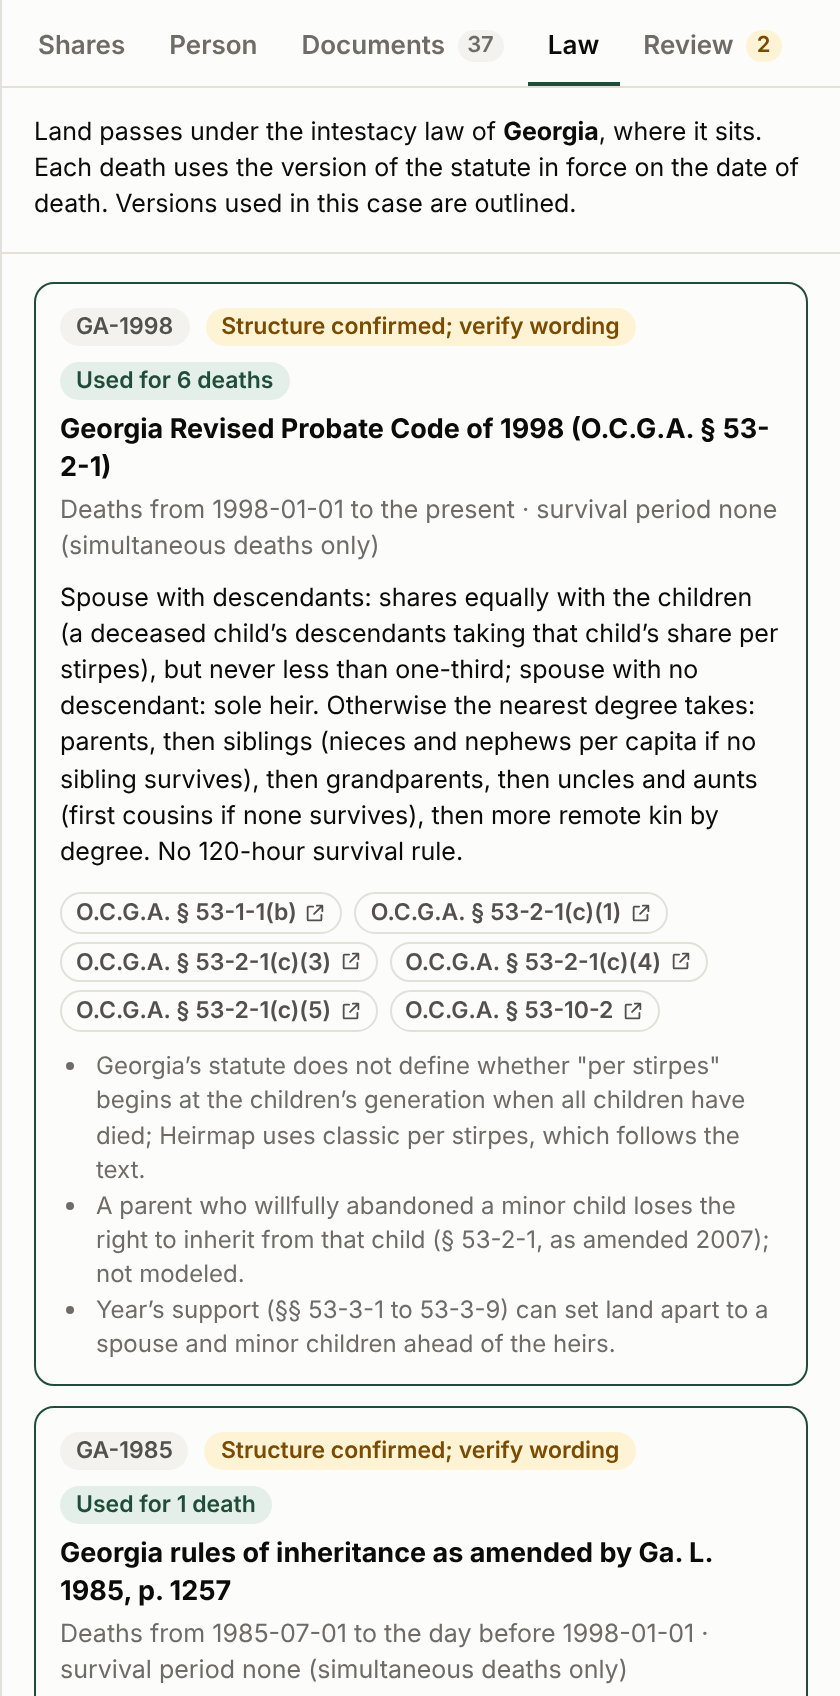 Shares Person Documents 37 Law Review 2
Land passes under the intestacy law of Georgia, where it sits.
Each death uses the version of the statute in force on the date of
death. Versions used in this case are outlined.
GA-1998 Structure confirmed; verify wording
Used for 6 deaths
Georgia Revised Probate Code of 1998 (O.C.G.A. § 53-
2-1)
Deaths from 1998-01-01 to the present · survival period none
(simultaneous deaths only)
Spouse with descendants: shares equally with the children
(a deceased child’s descendants taking that child’s share per
stirpes), but never less than one-third; spouse with no
descendant: sole heir. Otherwise the nearest degree takes:
parents, then siblings (nieces and nephews per capita if no
sibling survives), then grandparents, then uncles and aunts
(first cousins if none survives), then more remote kin by
degree. No 120-hour survival rule.
O.C.G.A. § 53-1-1(b) O.C.G.A. § 53-2-1(c)(1)
O.C.G.A. § 53-2-1(c)(3) O.C.G.A. § 53-2-1(c)(4)
O.C.G.A. § 53-2-1(c)(5) O.C.G.A. § 53-10-2
• Georgia’s statute does not define whether "per stirpes"
begins at the children’s generation when all children have
died; Heirmap uses classic per stirpes, which follows the
text.
• A parent who willfully abandoned a minor child loses the
right to inherit from that child (§ 53-2-1, as amended 2007);
not modeled.
• Year’s support (§§ 53-3-1 to 53-3-9) can set land apart to a
spouse and minor children ahead of the heirs.
GA-1985 Structure confirmed; verify wording
Used for 1 death
Georgia rules of inheritance as amended by Ga. L.
1985, p. 1257
Deaths from 1985-07-01 to the day before 1998-01-01 ·
survival period none (simultaneous deaths only)